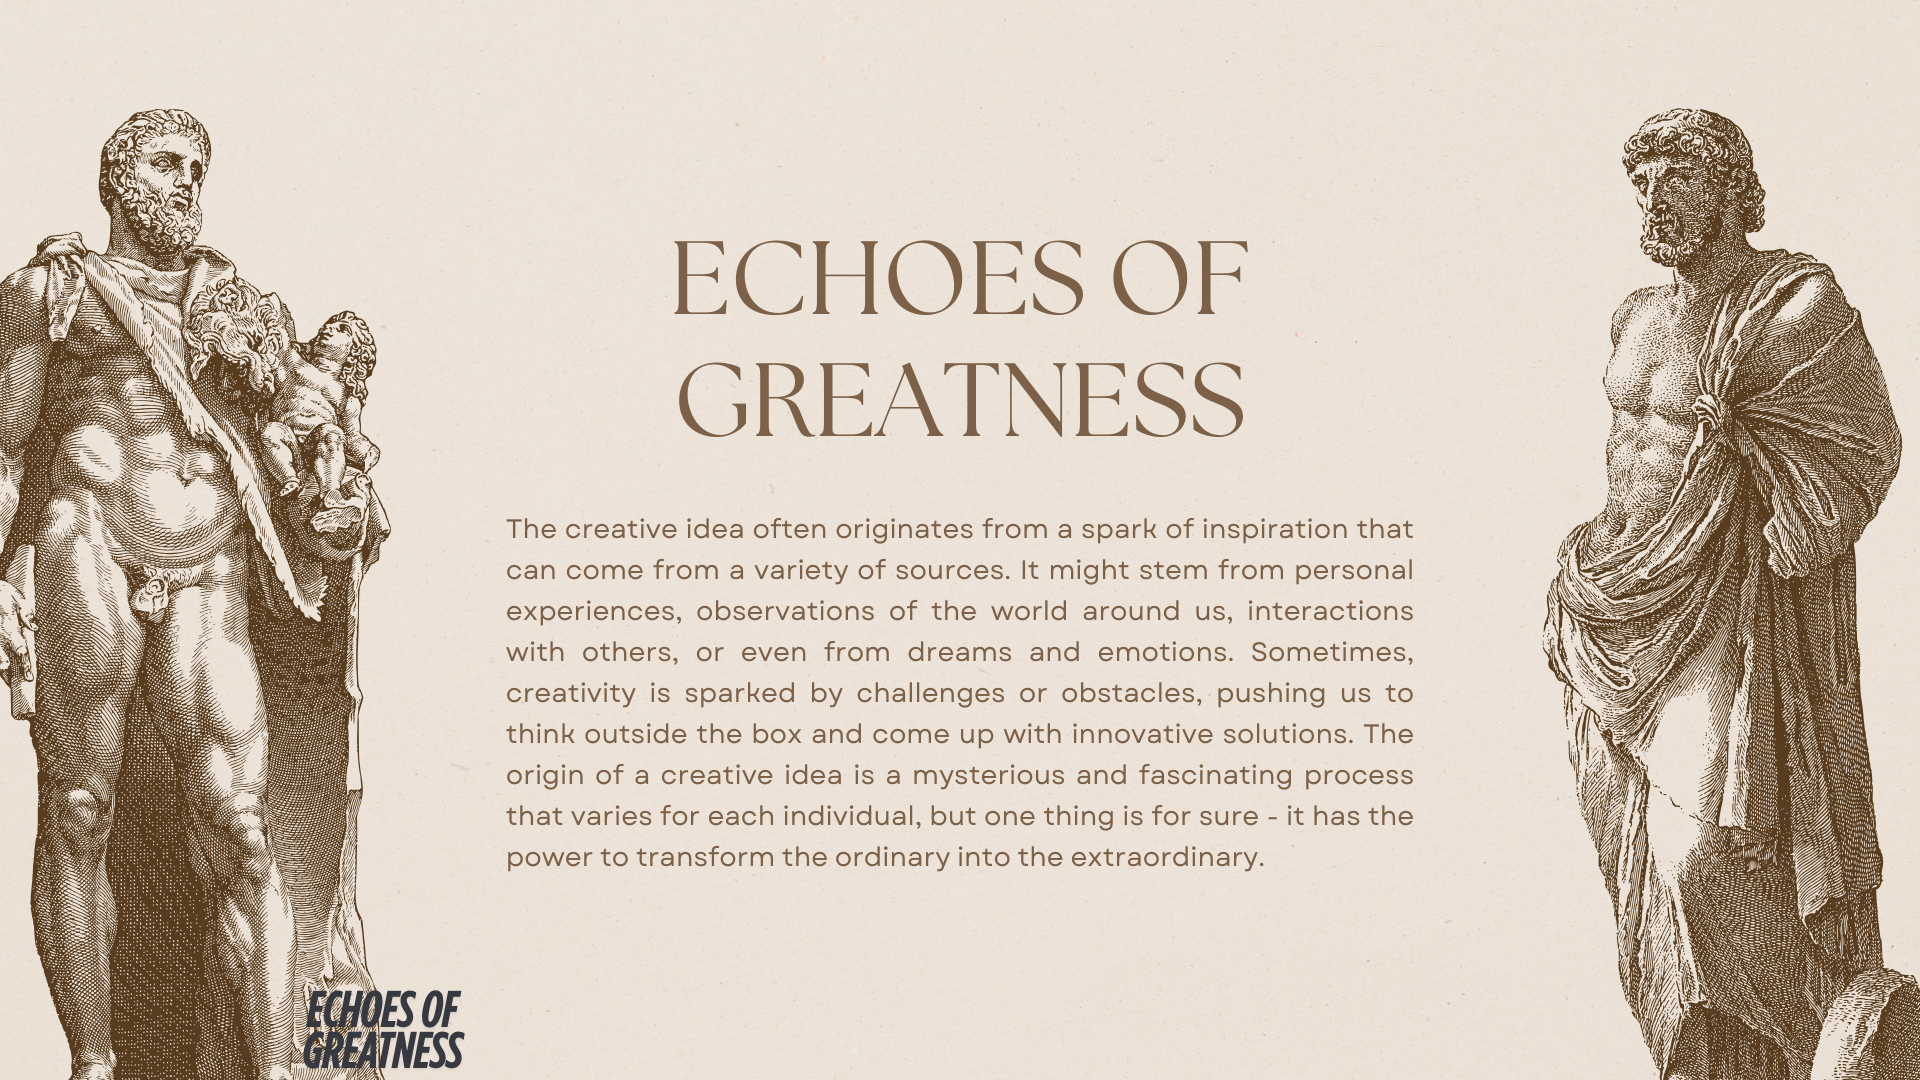 ECHOES OF
GREATNESS
The creative idea often originates from a spark of inspiration that
can come from a variety of sources. It might stem from personal
experiences, observations of the world around us, interactions
with others, or even from dreams and emotions. Sometimes,
creativity is sparked by challenges or obstacles, pushing us to
think outside the box and come up with innovative solutions. The
origin of a creative idea is a mysterious and fascinating process
that varies for each individual, but one thing is for sure - it has the
power to transform the ordinary into the extraordinary.
ECHOES OF
GREATNESS